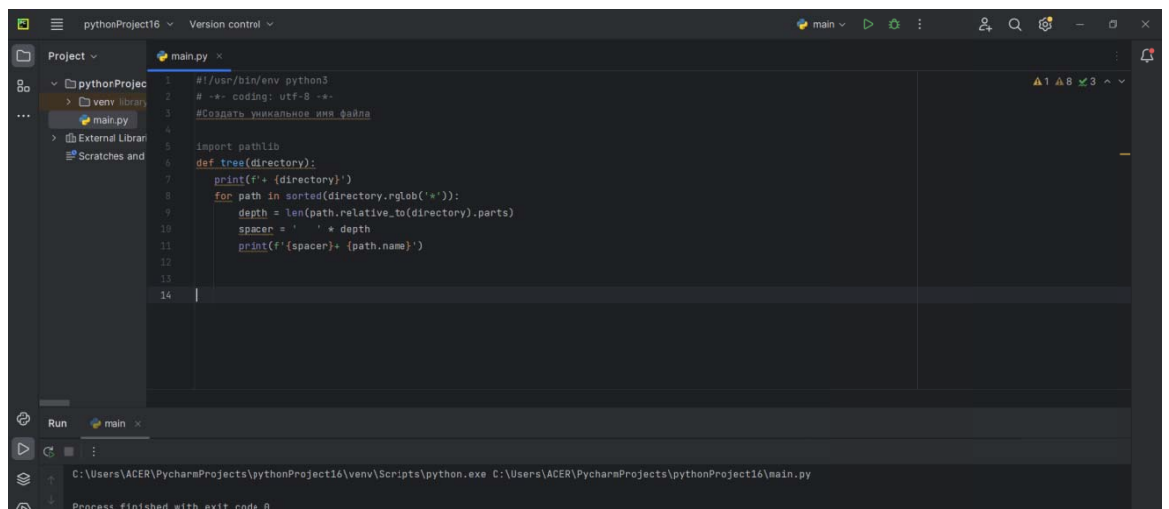 pythonProject16
Version control
main
Project
main.py
pythonProjec
venv library
main.py
External Librari
Scratches and
1 #!/usr/bin/env python3
2 # -*- coding: utf-8 -*-
3 #Создать уникальное имя файла
4
5 import pathlib
6 def tree(directory):
7 print(f'+ {directory}')
8 for path in sorted(directory.rglob('*')):
9 depth = len(path.relative_to(directory).parts)
10 spacer = '    ' * depth
11 print(f'{spacer}+ {path.name}')
12
13
14
1 8 3
Run
main
C:\Users\ACER\PycharmProjects\pythonProject16\venv\Scripts\python.exe C:\Users\ACER\PycharmProjects\pythonProject16\main.py
Process finished with exit code 0